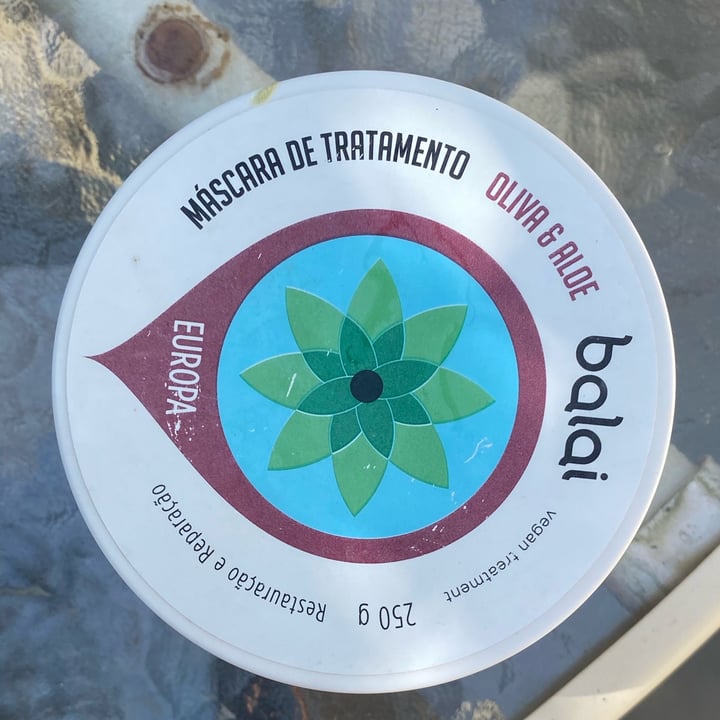 MÁSCARA DE TRATAMENTO
OLIVA & ALOE
balai
vegan treatment
250 g
Restauração e Reparação
EUROPA